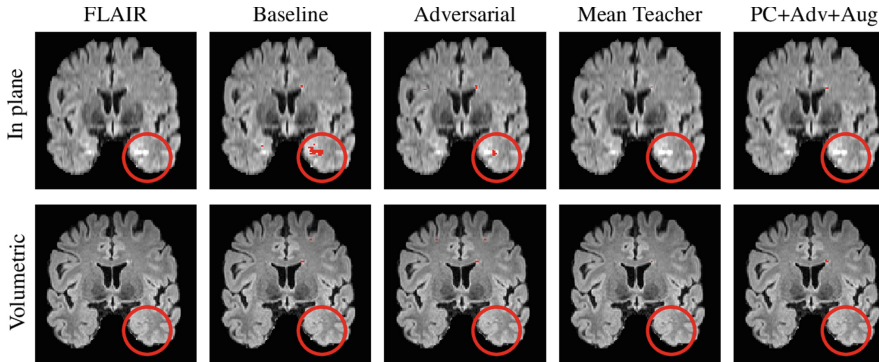 FLAIR Baseline Adversarial Mean Teacher PC+Adv+Aug
In plane
Volumetric